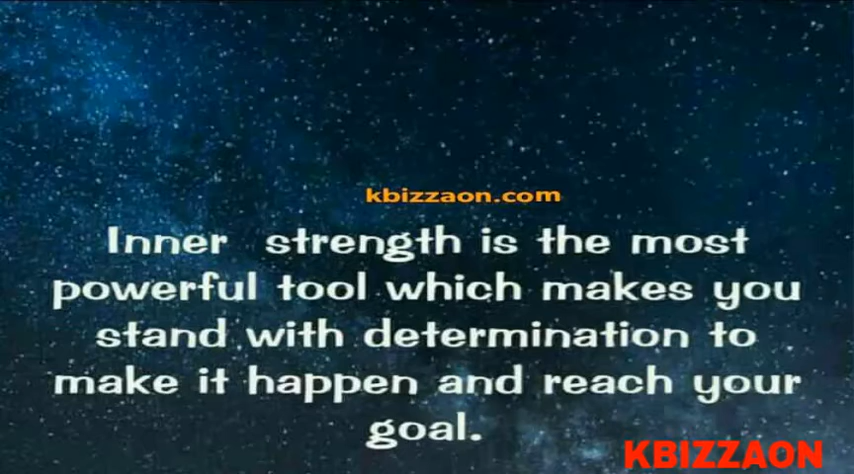 kbizzaon.com
Inner strength is the most
powerful tool which makes you
stand with determination to
make it happen and reach your
goal.
KBIZZAON